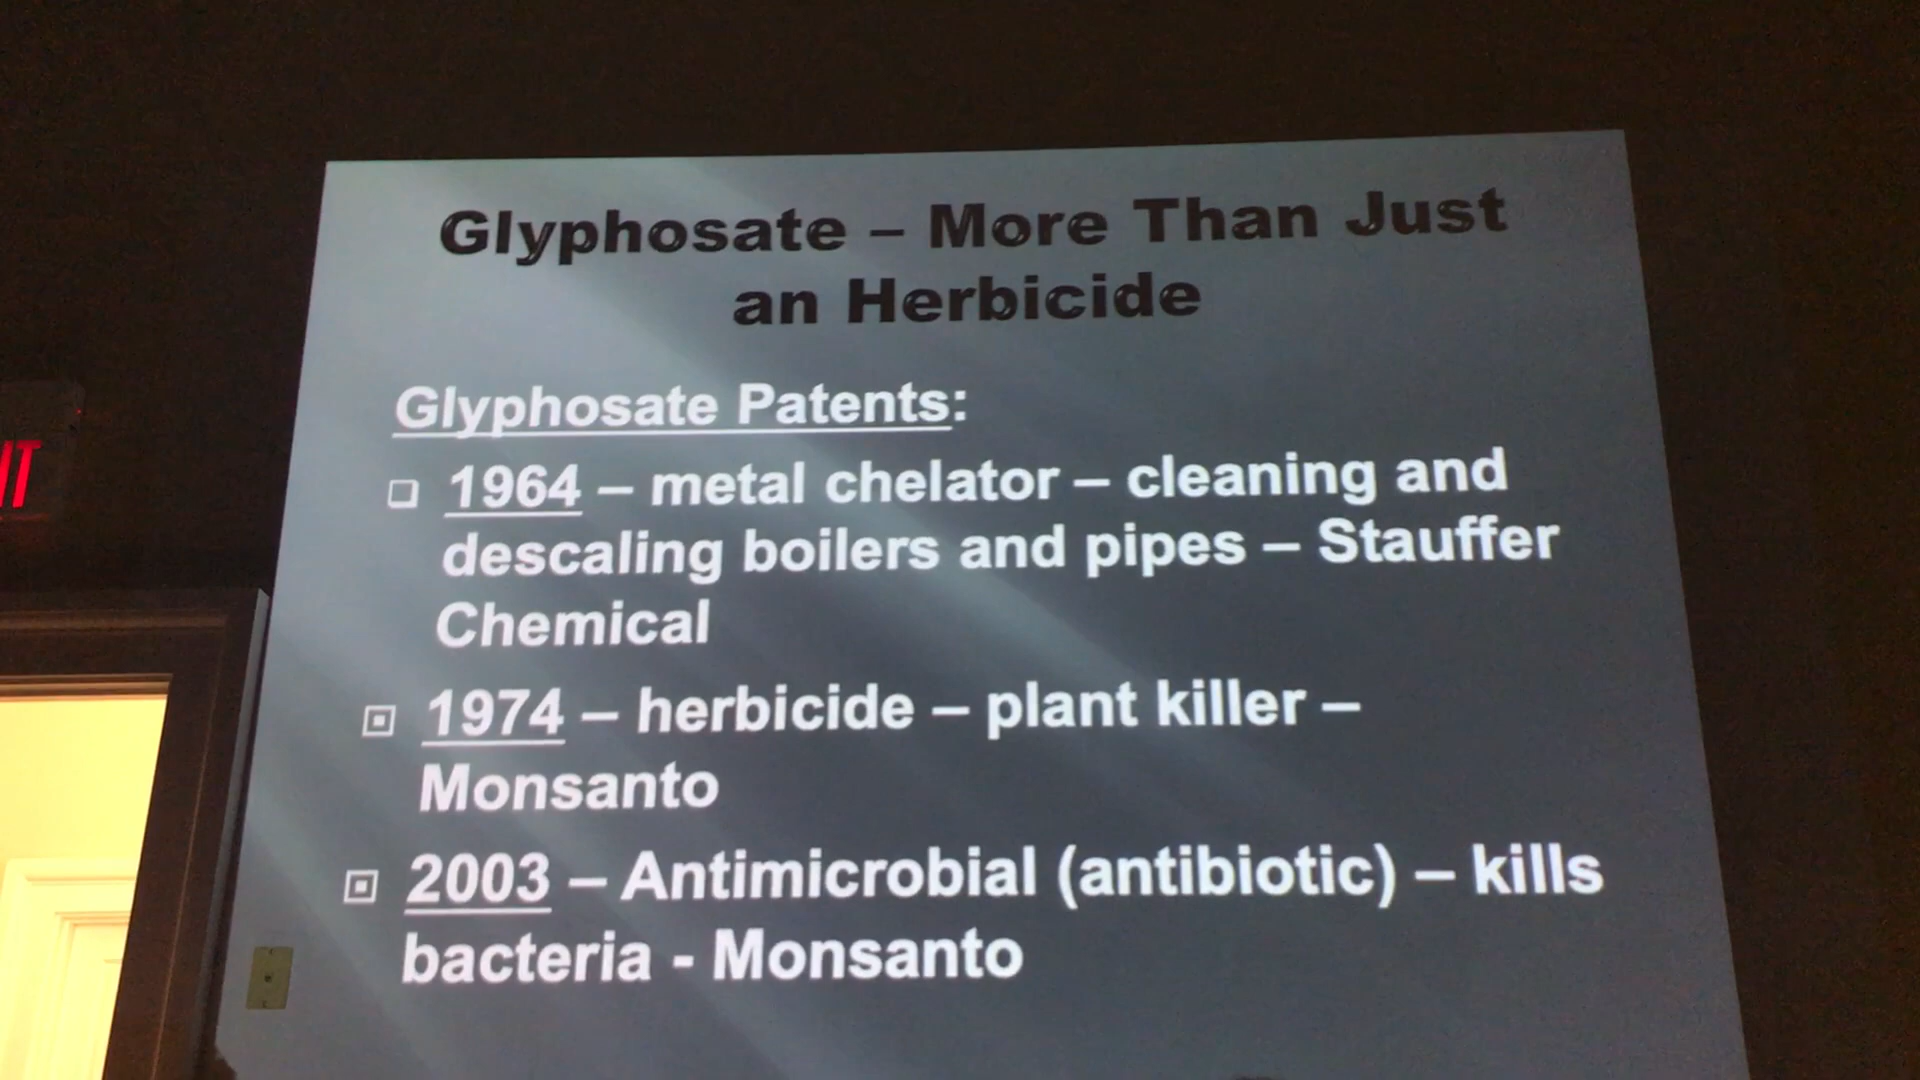 Glyphosate – More Than Just
an Herbicide
Glyphosate Patents:
1964 – metal chelator – cleaning and
descaling boilers and pipes – Stauffer
Chemical
1974 – herbicide – plant killer –
Monsanto
2003 – Antimicrobial (antibiotic) – kills
bacteria - Monsanto
IT